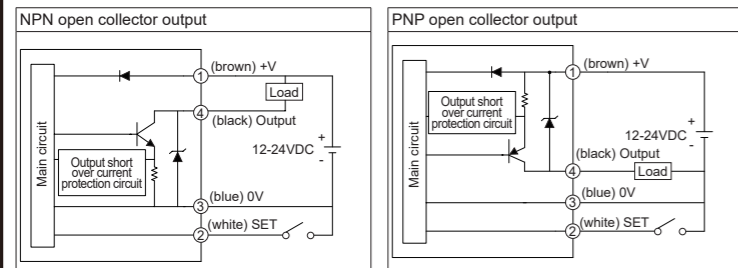 NPN open collector output
Main circuit
Output short
over current
protection circuit
1
(brown) +V
Load
4
(black) Output
12-24VDC
+
-
3
(blue) 0V
2
(white) SET
PNP open collector output
Main circuit
Output short
over current
protection circuit
1
(brown) +V
12-24VDC
+
-
(black) Output
4
Load
(blue) 0V
3
(white) SET
2